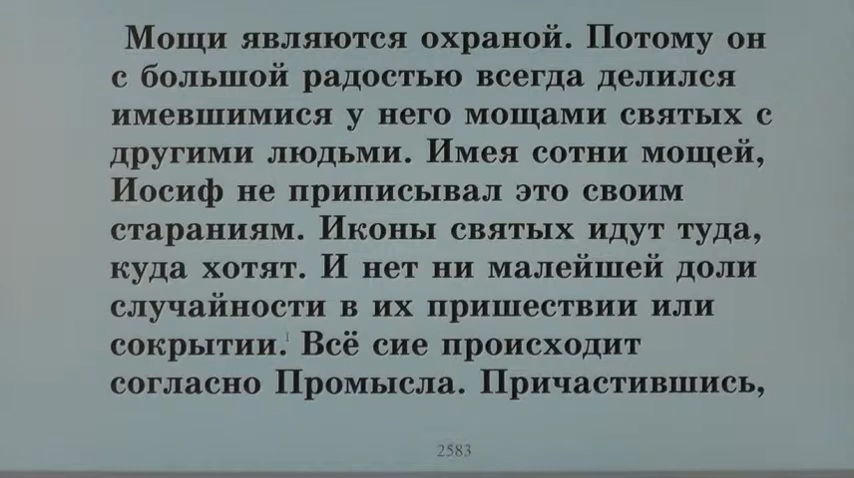 Мощи являются охраной. Потому он
с большой радостью всегда делился
имевшимися у него мощами святых с
другими людьми. Имея сотни мощей,
Иосиф не приписывал это своим
стараниям. Иконы святых идут туда,
куда хотят. И нет ни малейшей доли
случайности в их пришествии или
сокрытии. Всё сие происходит
согласно Промысла. Причастившись,
2583